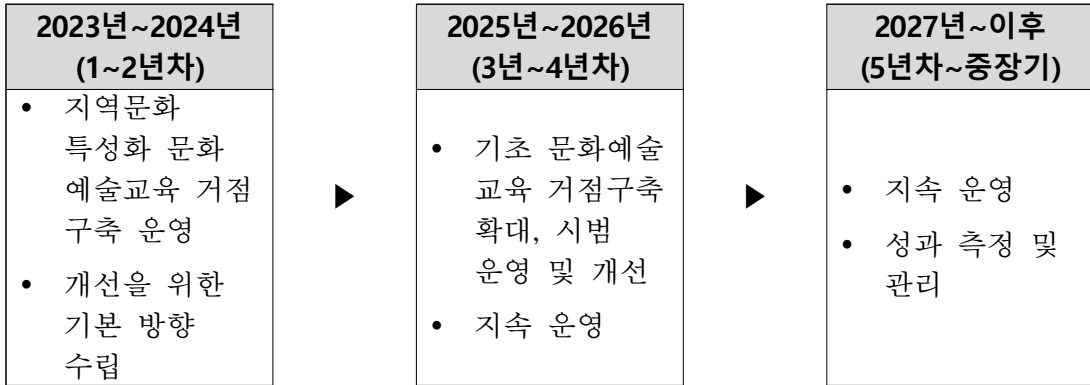 2023년~2024년
(1~2년차)
• 지역문화
특성화 문화
예술교육 거점
구축 운영
• 개선을 위한
기본 방향
수립
▶
2025년~2026년
(3년~4년차)
• 기초 문화예술
교육 거점구축
확대, 시범
운영 및 개선
• 지속 운영
▶
2027년~이후
(5년차~중장기)
• 지속 운영
• 성과 측정 및
관리